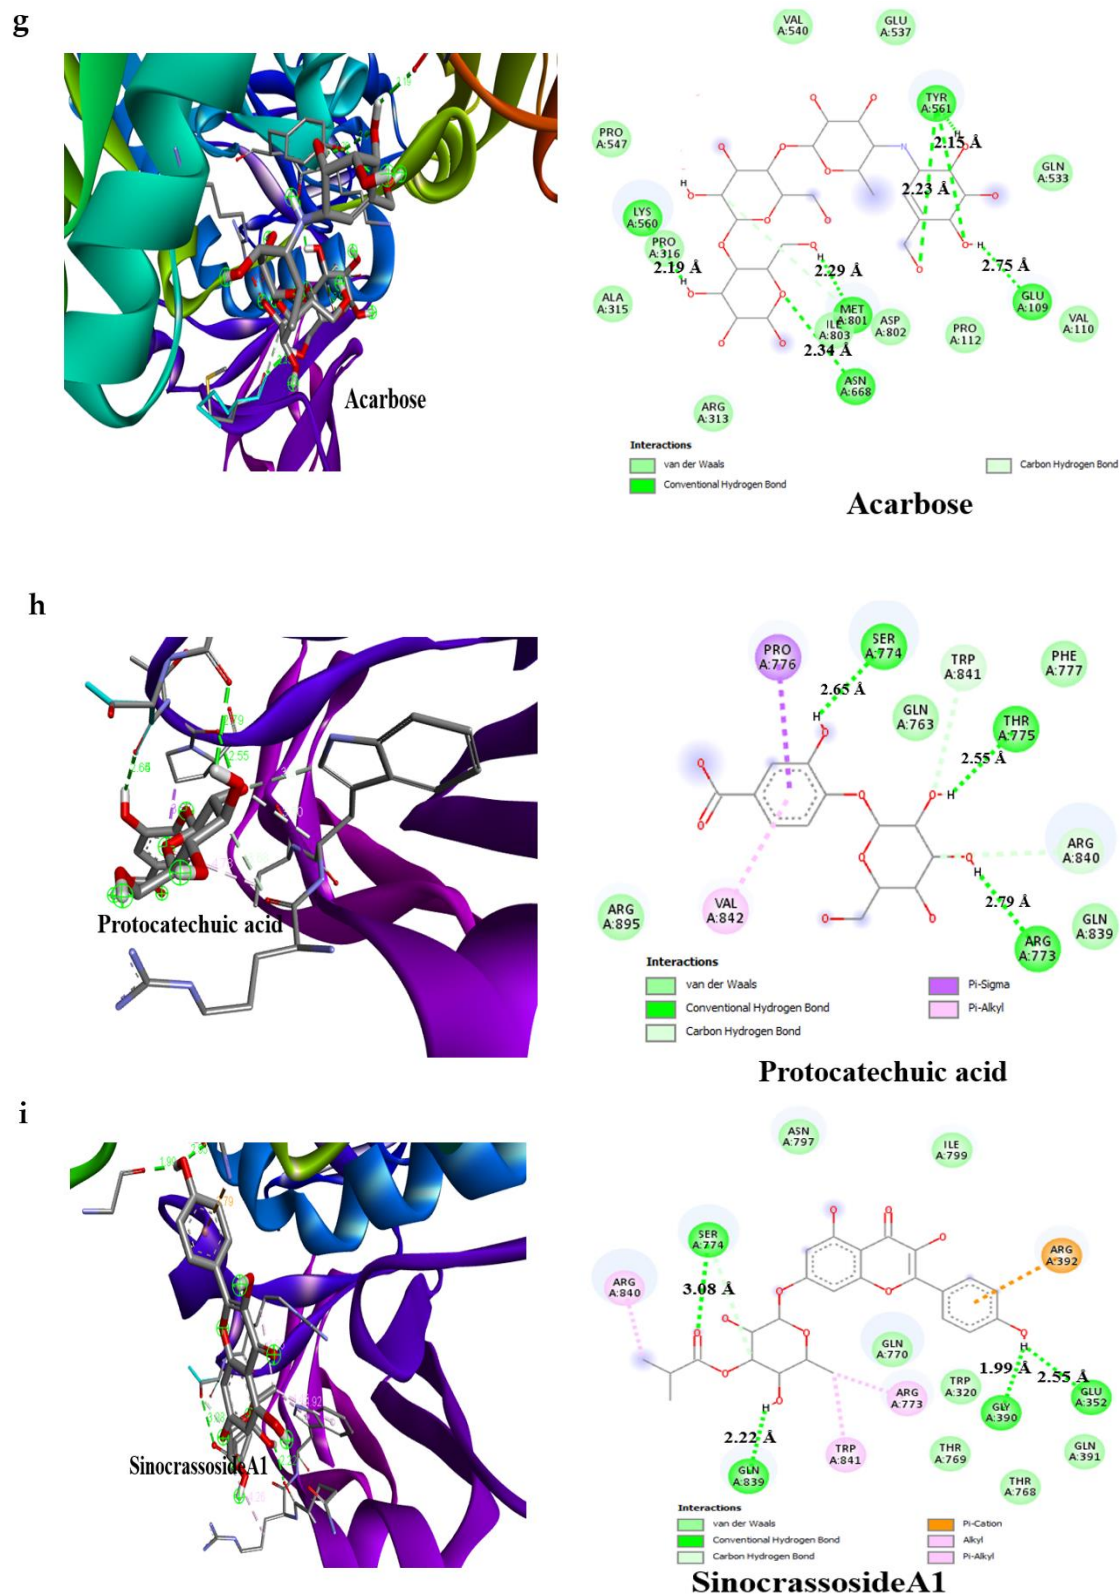 g
Acarbose
VAL
A:540
GLU
A:537
TYR
A:561
H
2.15 Å
PRO
A:547
N
GLN
A:533
2.23 Å
LYS
A:560
H
O
PRO
A:316
2.19 Å
H
2.29 Å
H
2.75 Å
ALA
A:315
MET
A:801
ILE
A:803
ASP
A:802
GLU
A:109
VAL
A:110
PRO
A:112
2.34 Å
ASN
A:668
ARG
A:313
Interactions
van der Waals
Conventional Hydrogen Bond
Carbon Hydrogen Bond
Acarbose
h
2.79
2.55
Protocatechuic acid
PRO
A:776
SER
A:774
2.65 Å
TRP
A:841
PHE
A:777
GLN
A:763
THR
A:775
2.55 Å
H
O
ARG
A:840
VAL
A:842
2.79 Å
ARG
A:895
GLN
A:839
ARG
A:773
Interactions
van der Waals
Conventional Hydrogen Bond
Carbon Hydrogen Bond
Pi-Sigma
Pi-Alkyl
Protocatechuic acid
i
SinocrassosideA1
ASN
A:797
ILE
A:799
SER
A:774
ARG
A:392
ARG
A:840
3.08 Å
O
GLN
A:770
H
1.99 Å
2.55 Å
TRP
A:320
ARG
A:773
GLY
A:390
GLU
A:352
2.22 Å
TRP
A:841
THR
A:769
GLN
A:391
GLN
A:839
THR
A:768
Interactions
van der Waals
Conventional Hydrogen Bond
Carbon Hydrogen Bond
Pi-Cation
Alkyl
Pi-Alkyl
SinocrassosideA1